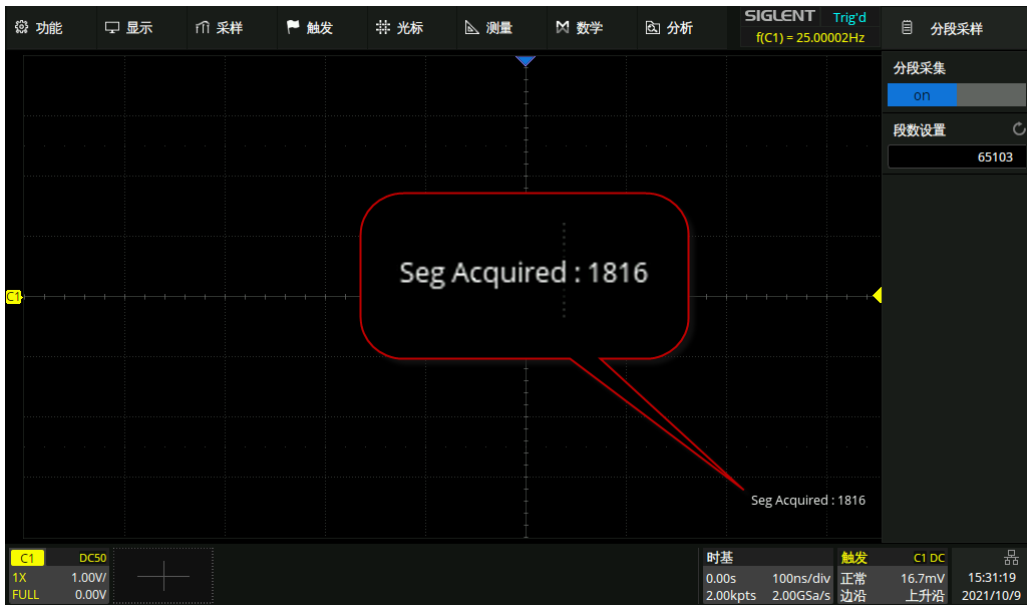 功能 显示 采样 触发 光标 测量 数学 分析
SIGLENT Trig'd
f(C1) = 25.00002Hz
分段采样
分段采集
on
段数设置
65103
Seg Acquired : 1816
C1
Seg Acquired : 1816
C1 DC50
1X 1.00V/
FULL 0.00V
时基
0.00s 100ns/div
2.00kpts 2.00GSa/s
触发 C1 DC
正常 16.7mV
边沿 上升沿
15:31:19
2021/10/9